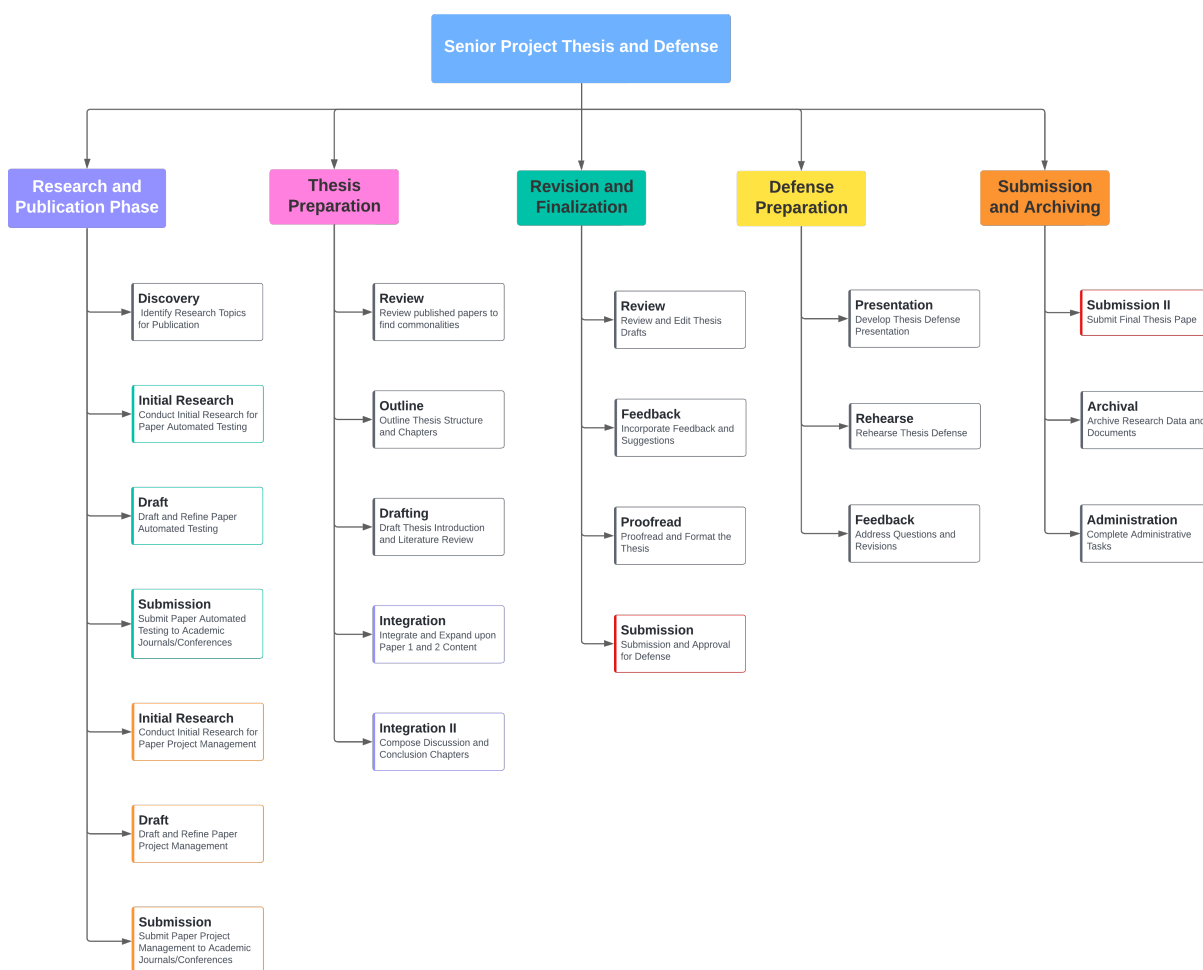 Senior Project Thesis and Defense
Research and
Publication Phase
Discovery
Identify Research Topics
for Publication
Initial Research
Conduct Initial Research for
Paper Automated Testing
Draft
Draft and Refine Paper
Automated Testing
Submission
Submit Paper Automated
Testing to Academic
Journals/Conferences
Initial Research
Conduct Initial Research for
Paper Project Management
Draft
Draft and Refine Paper
Project Management
Submission
Submit Paper Project
Management to Academic
Journals/Conferences
Thesis
Preparation
Review
Review published papers to
find commonalities
Outline
Outline Thesis Structure
and Chapters
Drafting
Draft Thesis Introduction
and Literature Review
Integration
Integrate and Expand upon
Paper 1 and 2 Content
Integration II
Compose Discussion and
Conclusion Chapters
Revision and
Finalization
Review
Review and Edit Thesis
Drafts
Feedback
Incorporate Feedback and
Suggestions
Proofread
Proofread and Format the
Thesis
Submission
Submission and Approval
for Defense
Defense
Preparation
Presentation
Develop Thesis Defense
Presentation
Rehearse
Rehearse Thesis Defense
Feedback
Address Questions and
Revisions
Submission
and Archiving
Submission II
Submit Final Thesis Pape
Archival
Archive Research Data and
Documents
Administration
Complete Administrative
Tasks